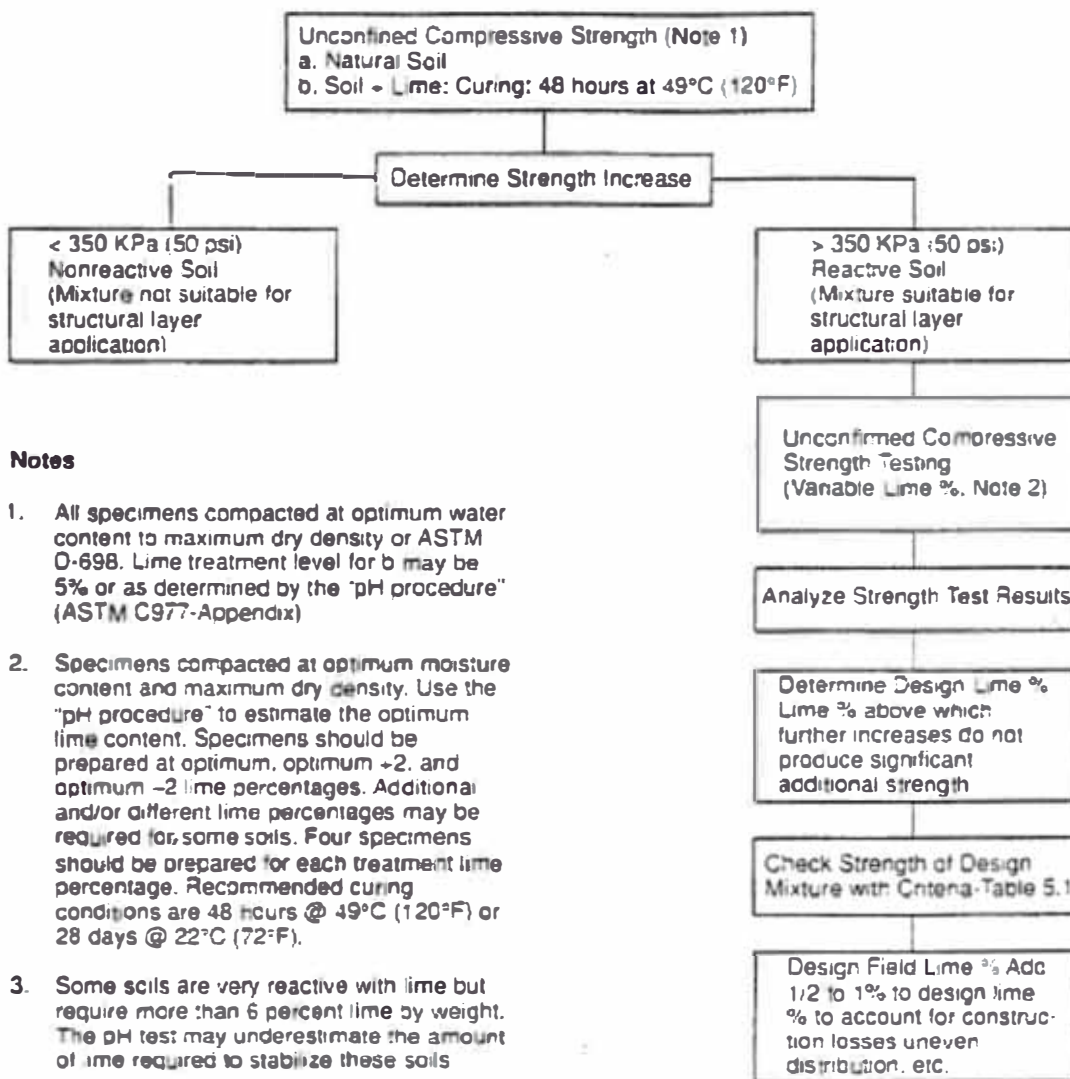 Unconfined Compressive Strength (Note 1)
a. Natural Soil
b. Soil + Lime: Curing: 48 hours at 49°C (120°F)
Determine Strength Increase
< 350 KPa (50 psi)
Nonreactive Soil
(Mixture not suitable for
structural layer
application)
> 350 KPa (50 psi)
Reactive Soil
(Mixture suitable for
structural layer
application)
Unconfirmed Compressive
Strength Testing
(Variable Lime %, Note 2)
Analyze Strength Test Results
Determine Design Lime %
Lime % above which
further increases do not
produce significant
additional strength
Check Strength of Design
Mixture with Criteria-Table 5.1
Design Field Lime % Add
1/2 to 1% to design lime
% to account for construc-
tion losses uneven
distribution, etc.
Notes
1. All specimens compacted at optimum water
content to maximum dry density or ASTM
D-698. Lime treatment level for b may be
5% or as determined by the "pH procedure"
(ASTM C977-Appendix)
2. Specimens compacted at optimum moisture
content and maximum dry density. Use the
"pH procedure" to estimate the optimum
lime content. Specimens should be
prepared at optimum, optimum +2, and
optimum -2 lime percentages. Additional
and/or different lime percentages may be
required for some soils. Four specimens
should be prepared for each treatment lime
percentage. Recommended curing
conditions are 48 hours @ 49°C (120°F) or
28 days @ 22°C (72°F).
3. Some soils are very reactive with lime but
require more than 6 percent lime by weight.
The pH test may underestimate the amount
of lime required to stabilize these soils